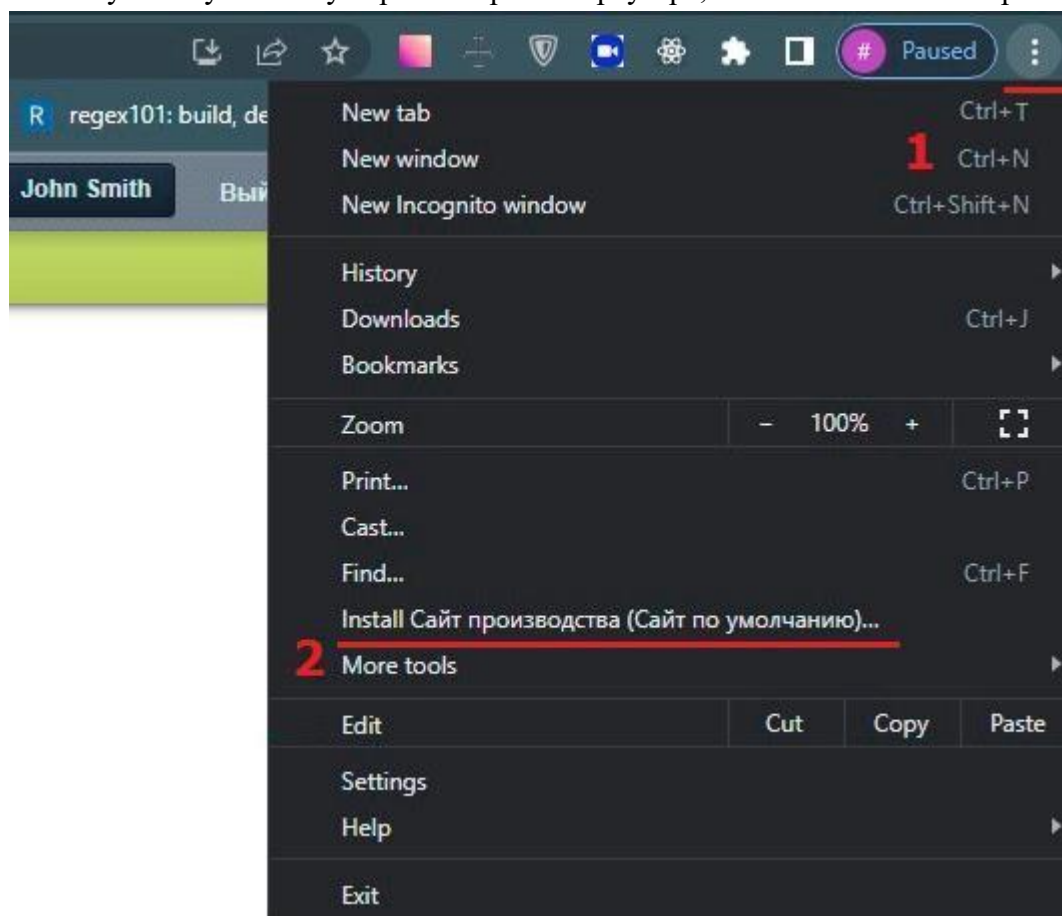 # Paused
R regex101: build, de
John Smith Вый
New tab Ctrl+T
1
New window Ctrl+N
New Incognito window Ctrl+Shift+N
History
Downloads Ctrl+J
Bookmarks
Zoom - 100% +
Print... Ctrl+P
Cast...
Find... Ctrl+F
Install Сайт производства (Сайт по умолчанию)...
2
More tools
Edit Cut Copy Paste
Settings
Help
Exit